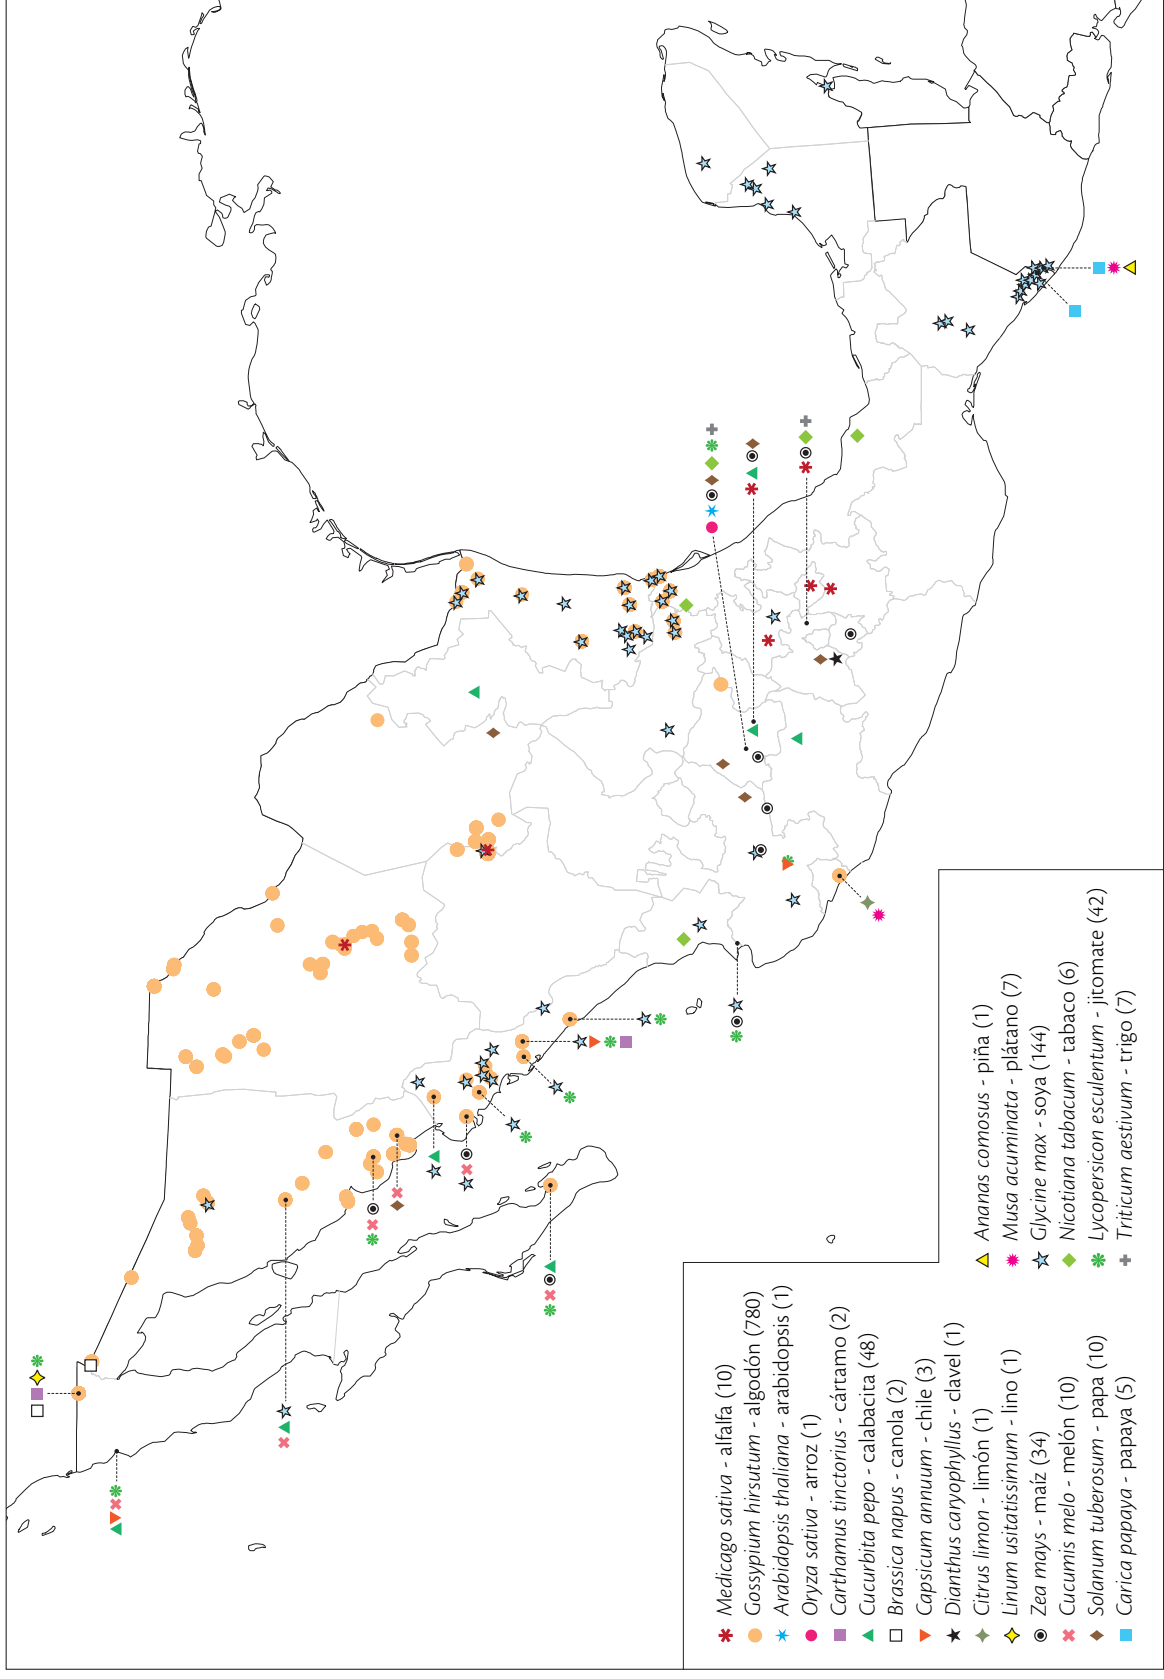 Medicago sativa - alfalfa (10)
Gossypium hirsutum - algodón (780)
Arabidopsis thaliana - arabidopsis (1)
Oryza sativa - arroz (1)
Carthamus tinctorius - cártamo (2)
Cucurbita pepo - calabacita (48)
Brassica napus - canola (2)
Capsicum annuum - chile (3)
Dianthus caryophyllus - clavel (1)
Citrus limon - limón (1)
Linum usitatissimum - lino (1)
Zea mays - maíz (34)
Cucumis melo - melón (10)
Solanum tuberosum - papa (10)
Carica papaya - papaya (5)
Ananas comosus - piña (1)
Musa acuminata - plátano (7)
Glycine max - soya (144)
Nicotiana tabacum - tabaco (6)
Lycopersicon esculentum - jitomate (42)
Triticum aestivum - trigo (7)